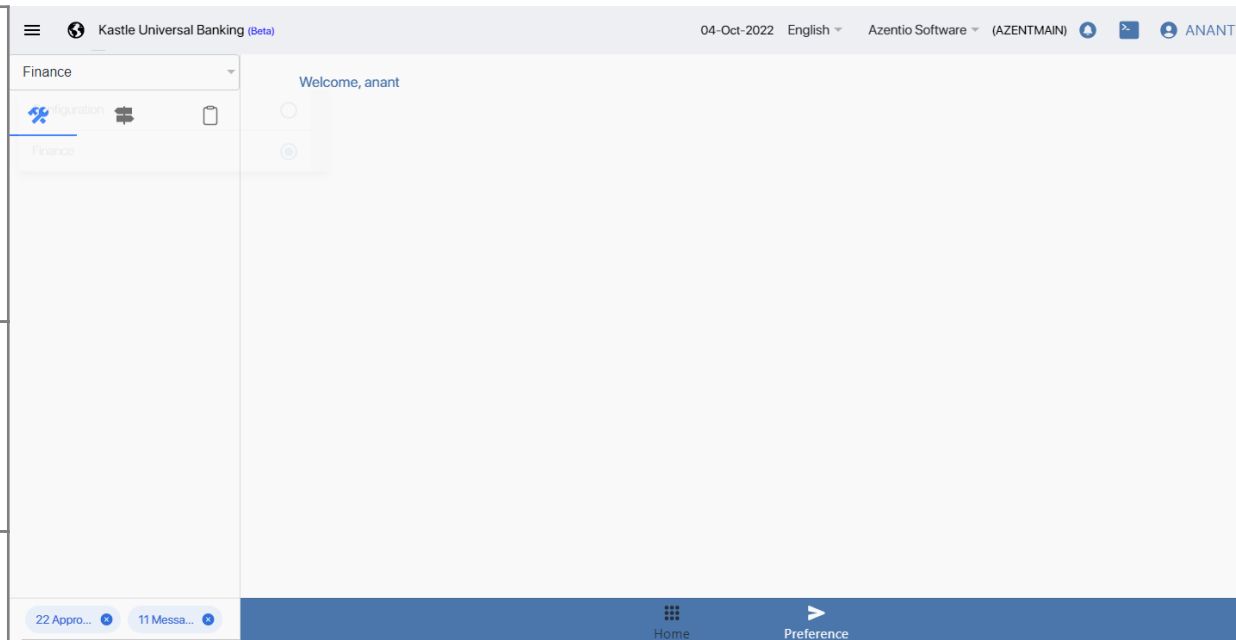 Kastle Universal Banking (Beta)
04-Oct-2022 English Azentio Software (AZENTMAIN) ANANT
Finance
Welcome, anant
Configuration
Finance
22 Appro... 11 Messa...
Home Preference